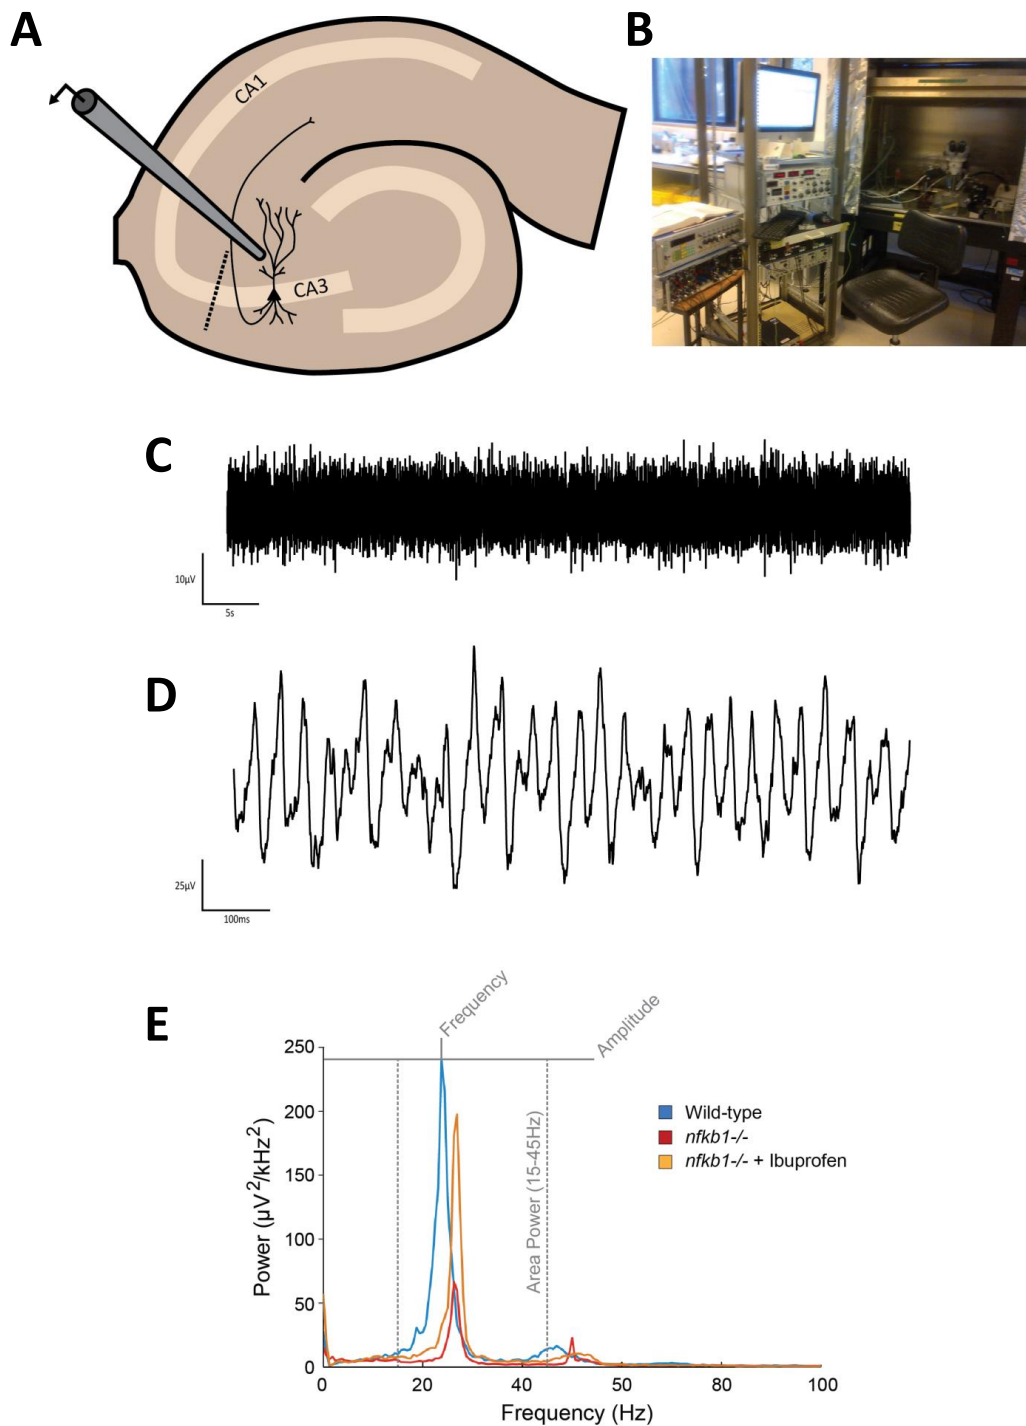 A
B
CA1
CA3
C
10µV
5s
D
25µV
100ms
E
Frequency
Amplitude
Area Power (15-45Hz)
Wild-type
nfkb1-/-
nfkb1-/- + Ibuprofen
Power (µV²/kHz²)
250
200
150
100
50
0
0 20 40 50 80 100
Frequency (Hz)